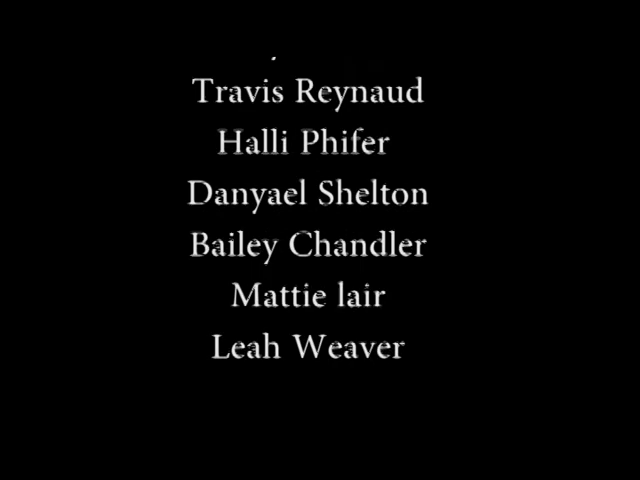 Travis Reynaud
Halli Phifer
Danyael Shelton
Bailey Chandler
Mattie lair
Leah Weaver